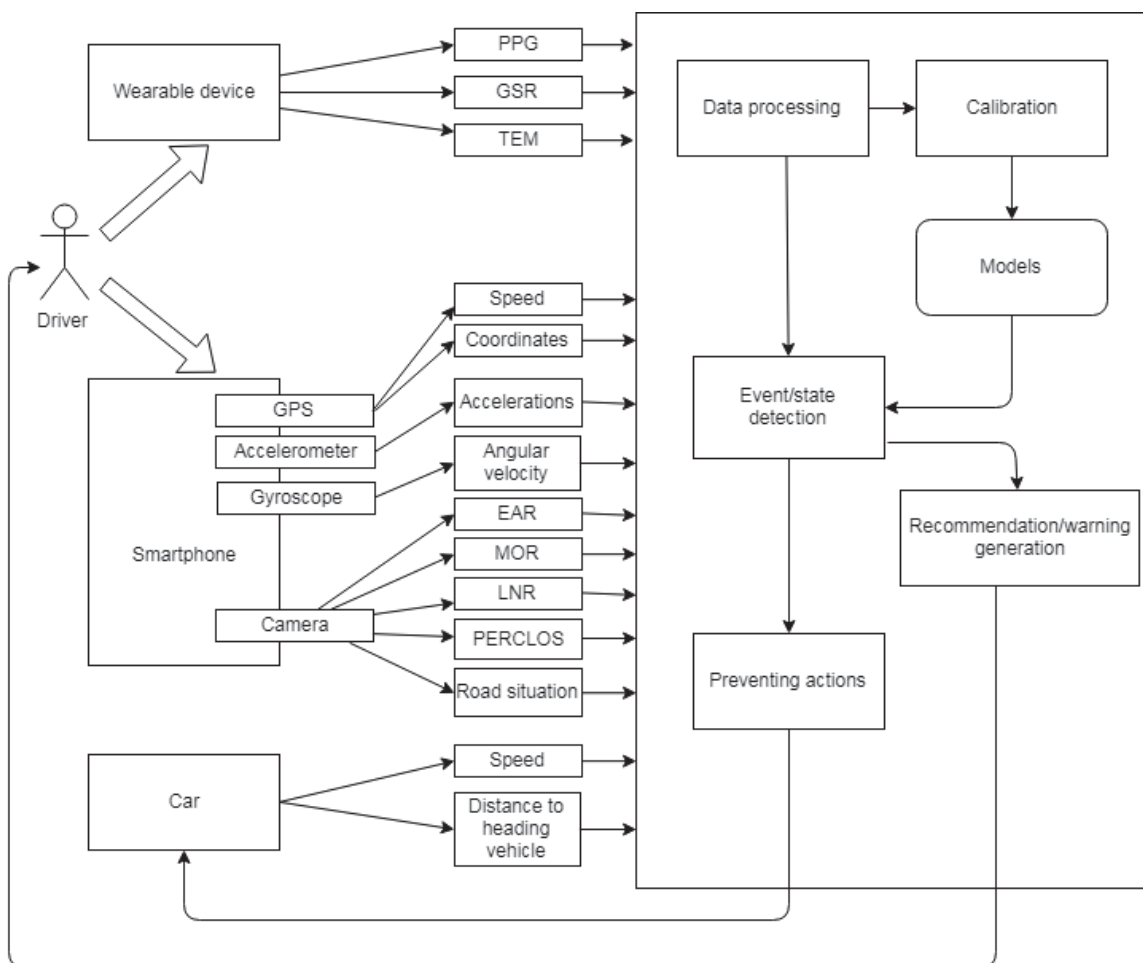 Wearable device
PPG
GSR
TEM
Data processing
Calibration
Models
Driver
Speed
Coordinates
GPS
Accelerations
Accelerometer
Angular
velocity
Gyroscope
Event/state
detection
EAR
Smartphone
MOR
Recommendation/warning
generation
LNR
Camera
PERCLOS
Road situation
Preventing actions
Speed
Car
Distance to
heading
vehicle